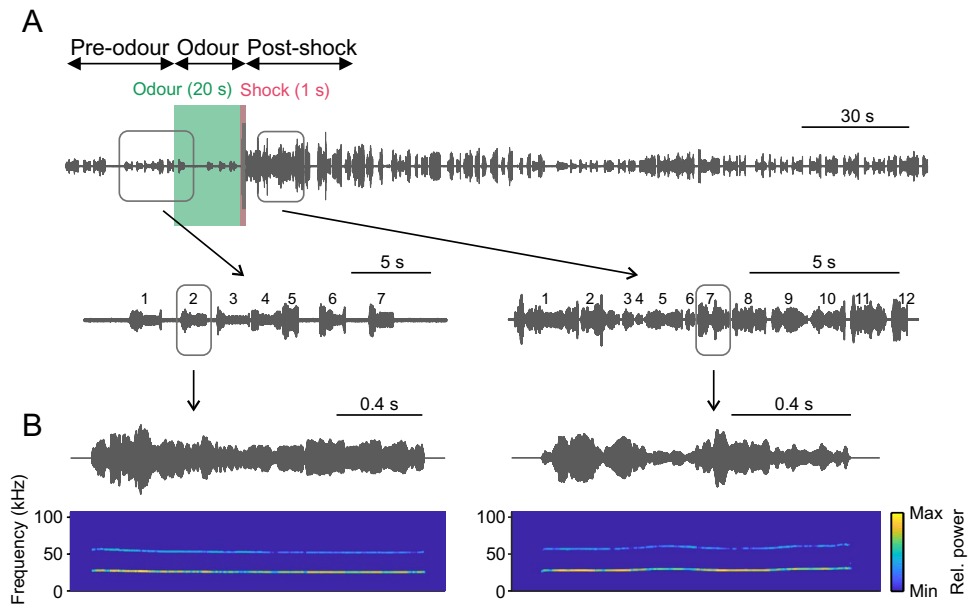 A
Pre-odour Odour Post-shock
Odour (20 s) Shock (1 s)
30 s
5 s
5 s
1 2 3 4 5 6 7
1 2 3 4 5 6 7 8 9 10 11 12
0.4 s
0.4 s
B
Frequency (kHz)
100
50
0
100
50
0
Max
Min
Rel. power